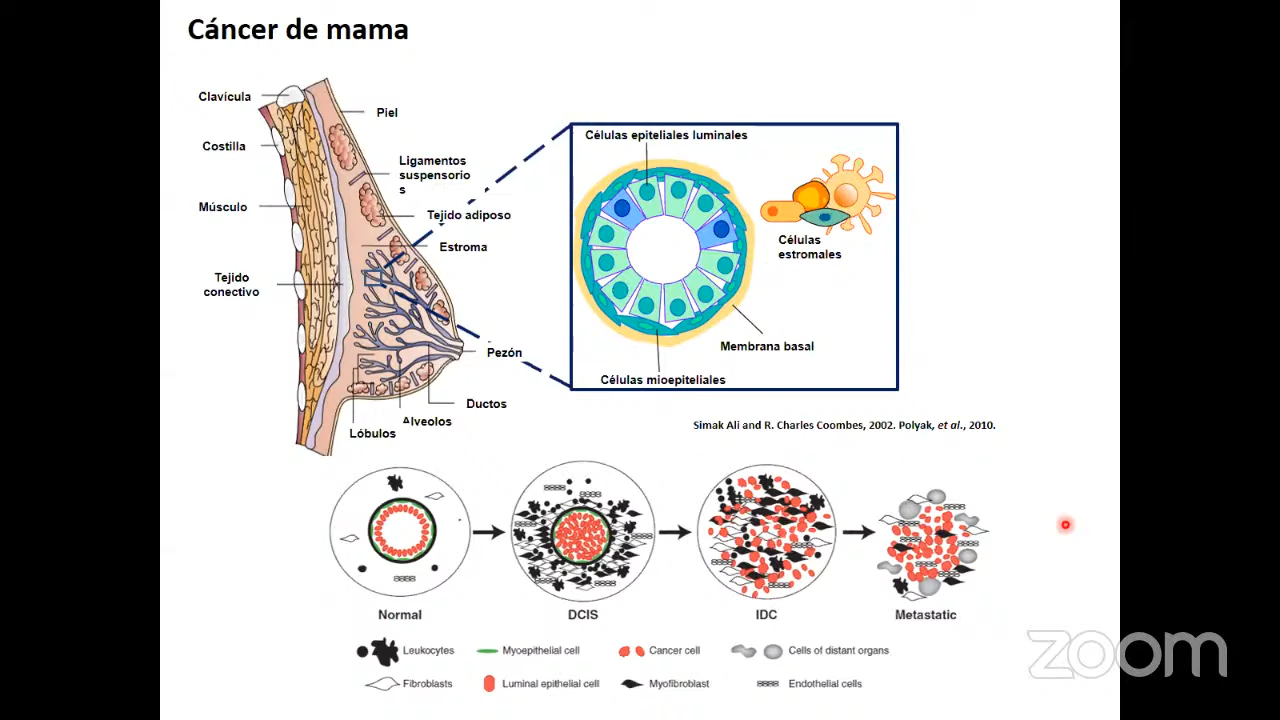 Cáncer de mama
Clavícula
Piel
Costilla
Ligamentos
suspensorio
s
Músculo
Tejido adiposo
Estroma
Tejido
conectivo
Pezón
Ductos
Alveolos
Lóbulos
Células epiteliales luminales
Células
estromales
Membrana basal
Células mioepiteliales
Simak Ali and R. Charles Coombes, 2002. Polyak, et al., 2010.
Normal
DCIS
IDC
Metastatic
Leukocytes
Myoepithelial cell
Cancer cell
Cells of distant organs
Fibroblasts
Luminal epithelial cell
Myofibroblast
Endothelial cells
zoom